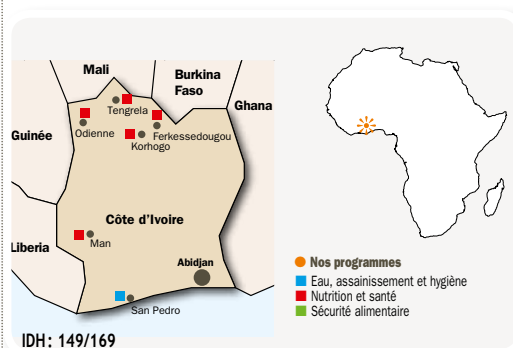 Mali
Burkina
Faso
Ghana
Tengrela
Guinée
Odienne
Ferkessedougou
Korhogo
Côte d'Ivoire
Liberia
Man
Abidjan
San Pedro
IDH : 149/169
Nos programmes
Eau, assainissement et hygiène
Nutrition et santé
Sécurité alimentaire